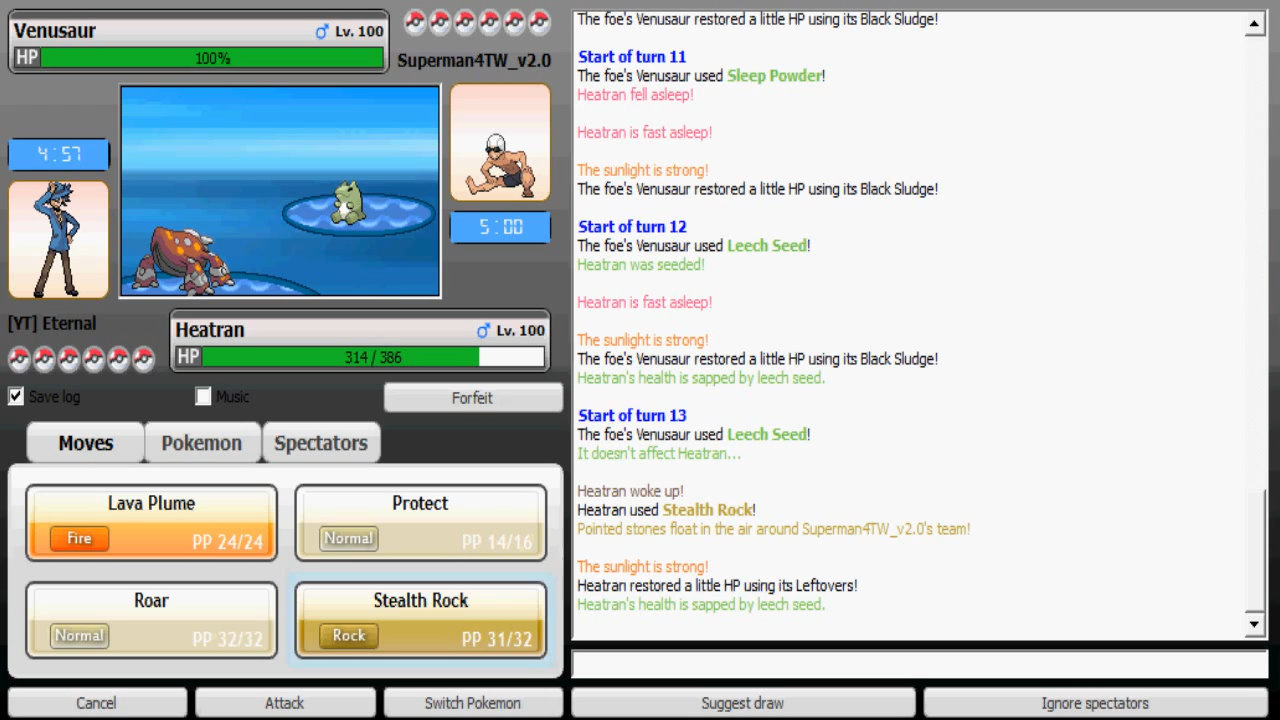 Venusaur ♂ Lv. 100
HP 100%
Superman4TW_v2.0
4:57
5:00
[YT] Eternal
Heatran ♂ Lv. 100
HP 314 / 386
Save log
Music
Forfeit
Moves
Pokemon
Spectators
Lava Plume
Fire PP 24/24
Protect
Normal PP 14/16
Roar
Normal PP 32/32
Stealth Rock
Rock PP 31/32
Cancel
Attack
Switch Pokemon
The foe's Venusaur restored a little HP using its Black Sludge!
Start of turn 11
The foe's Venusaur used Sleep Powder!
Heatran fell asleep!
Heatran is fast asleep!
The sunlight is strong!
The foe's Venusaur restored a little HP using its Black Sludge!
Start of turn 12
The foe's Venusaur used Leech Seed!
Heatran was seeded!
Heatran is fast asleep!
The sunlight is strong!
The foe's Venusaur restored a little HP using its Black Sludge!
Heatran's health is sapped by leech seed.
Start of turn 13
The foe's Venusaur used Leech Seed!
It doesn't affect Heatran...
Heatran woke up!
Heatran used Stealth Rock!
Pointed stones float in the air around Superman4TW_v2.0's team!
The sunlight is strong!
Heatran restored a little HP using its Leftovers!
Heatran's health is sapped by leech seed.
Suggest draw
Ignore spectators